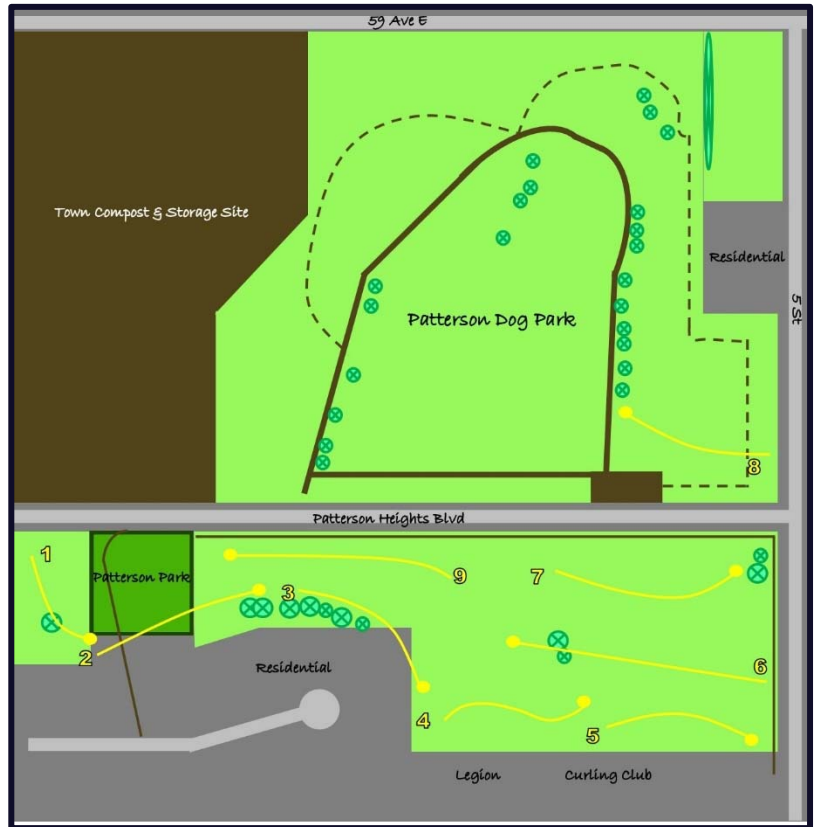 59 Ave E
Town Compost & Storage Site
Residential
Patterson Dog Park
5 St
8
Patterson Heights Blvd
1
Patterson Park
9
7
3
2
Residential
6
4
5
Legion
Curling Club